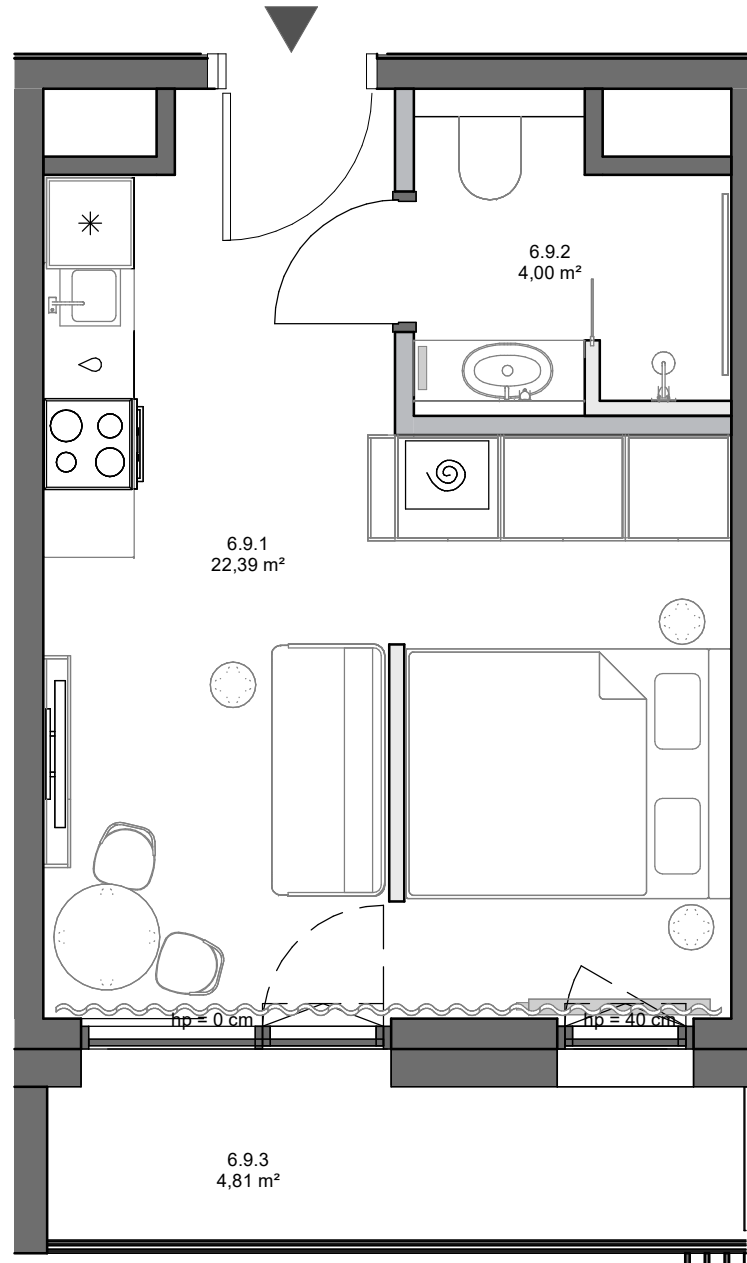 6.9.2
4,00 m²
6.9.1
22,39 m²
hp = 0 cm
hp = 40 cm
6.9.3
4,81 m²